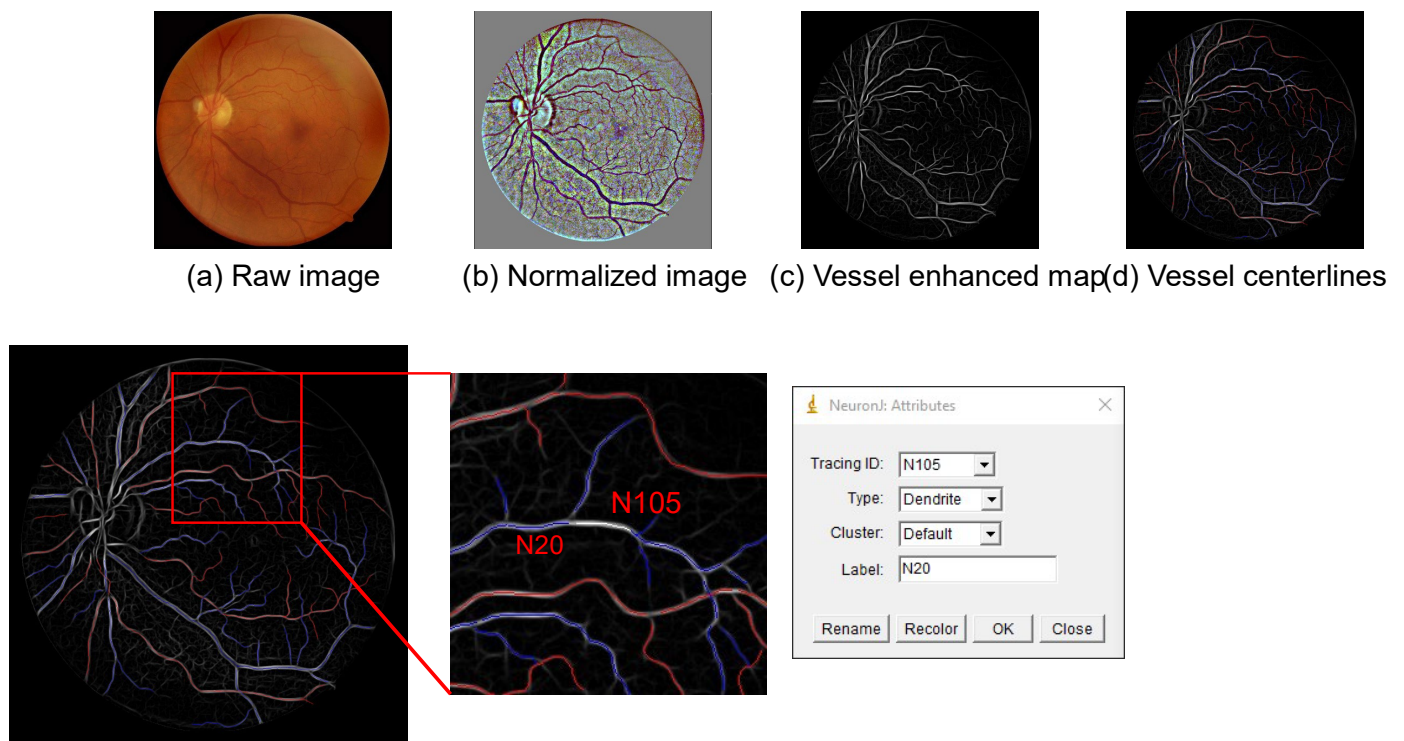 (a) Raw image
(b) Normalized image
(c) Vessel enhanced map
(d) Vessel centerlines
N105
N20
NeuronJ: Attributes
Tracing ID: N105
Type: Dendrite
Cluster: Default
Label: N20
Rename Recolor OK Close